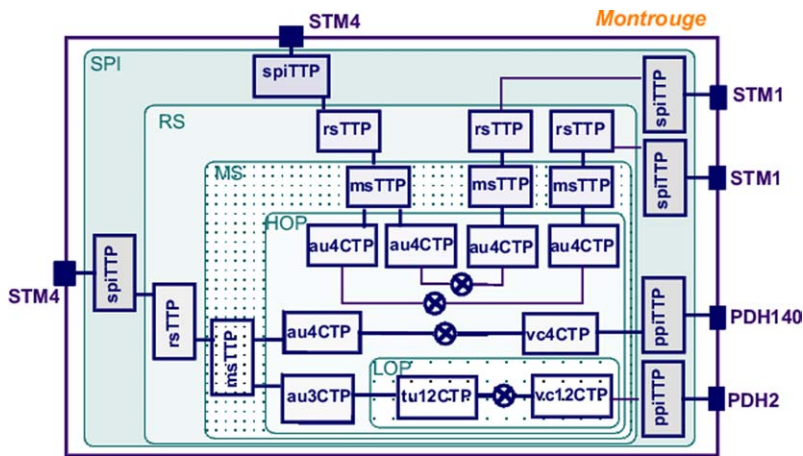 STM4
Montrouge
SPI
spiTTP
spiTTP
STM1
RS
rsTTP
rsTTP
rsTTP
spiTTP
STM1
MS
msTTP
msTTP
msTTP
HOP
au4CTP
au4CTP
au4CTP
au4CTP
STM4
spiTTP
rsTTP
msTTP
au4CTP
vc4CTP
ppiTTP
PDH140
LOP
au3CTP
tu12CTP
vc12CTP
ppiTTP
PDH2